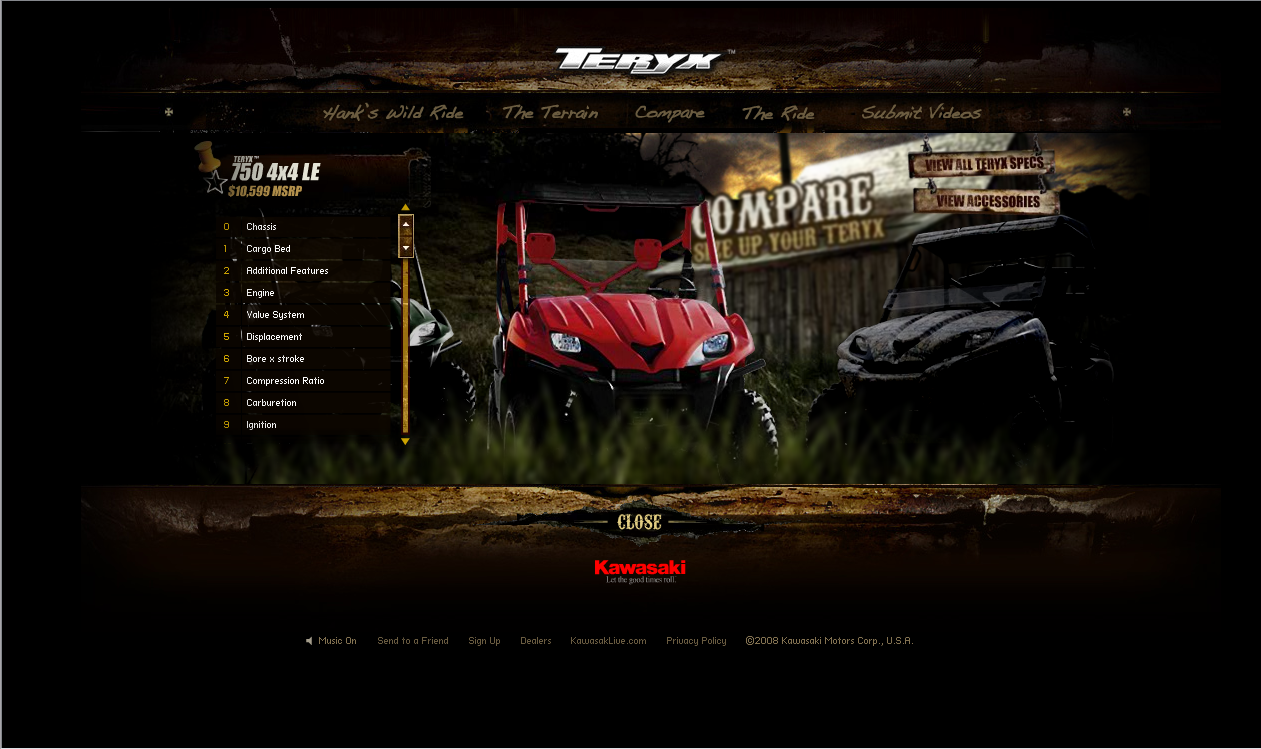 TERYX™
Hank's Wild Ride The Terrain Compare The Ride Submit Videos
TERYX™
750 4x4 LE
$10,599 MSRP
VIEW ALL TERYX SPECS
VIEW ACCESSORIES
COMPARE
SIZE UP YOUR TERYX
0 Chassis
1 Cargo Bed
2 Additional Features
3 Engine
4 Value System
5 Displacement
6 Bore x stroke
7 Compression Ratio
8 Carburetion
9 Ignition
CLOSE
Kawasaki
Let the good times roll.
Music On Send to a Friend Sign Up Dealers KawasakLive.com Privacy Policy ©2008 Kawasaki Motors Corp., U.S.A.